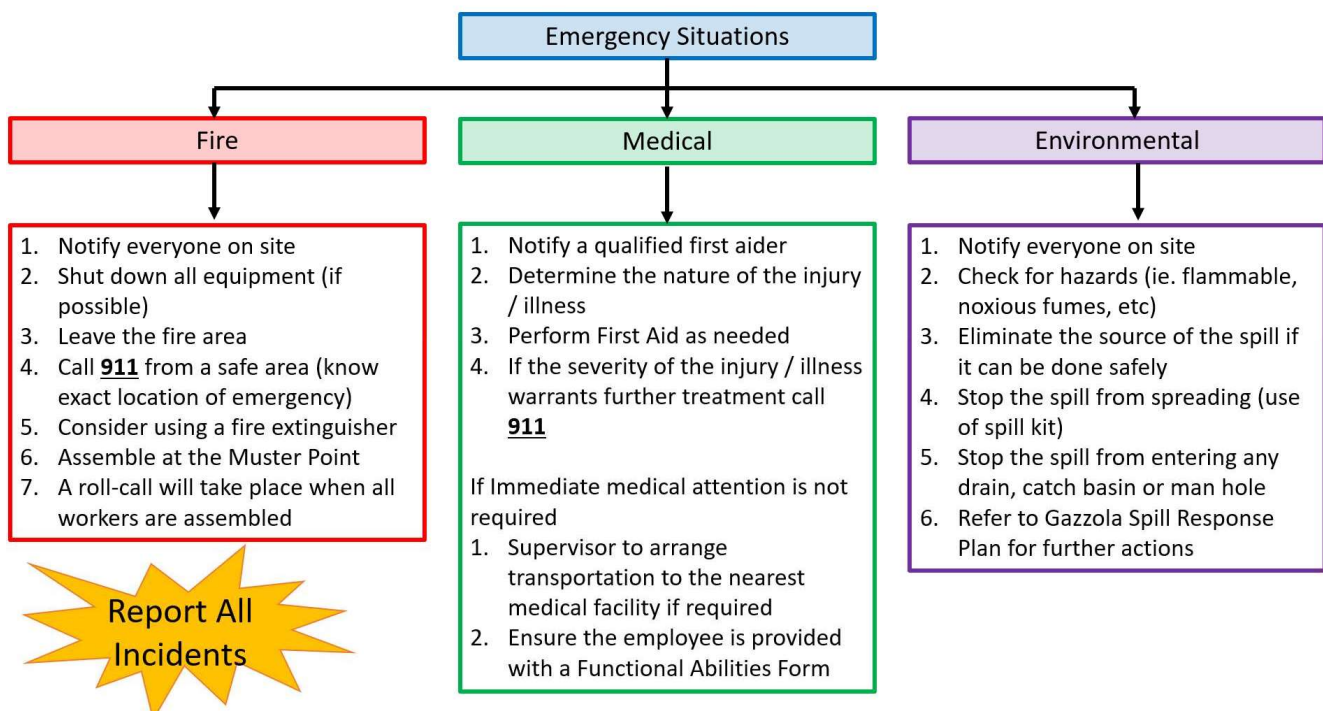 Emergency Situations
Fire
1. Notify everyone on site
2. Shut down all equipment (if
possible)
3. Leave the fire area
4. Call 911 from a safe area (know
exact location of emergency)
5. Consider using a fire extinguisher
6. Assemble at the Muster Point
7. A roll-call will take place when all
workers are assembled
Report All
Incidents
Medical
1. Notify a qualified first aider
2. Determine the nature of the injury
/ illness
3. Perform First Aid as needed
4. If the severity of the injury / illness
warrants further treatment call
911
If Immediate medical attention is not
required
1. Supervisor to arrange
transportation to the nearest
medical facility if required
2. Ensure the employee is provided
with a Functional Abilities Form
Environmental
1. Notify everyone on site
2. Check for hazards (ie. flammable,
noxious fumes, etc)
3. Eliminate the source of the spill if
it can be done safely
4. Stop the spill from spreading (use
of spill kit)
5. Stop the spill from entering any
drain, catch basin or man hole
6. Refer to Gazzola Spill Response
Plan for further actions